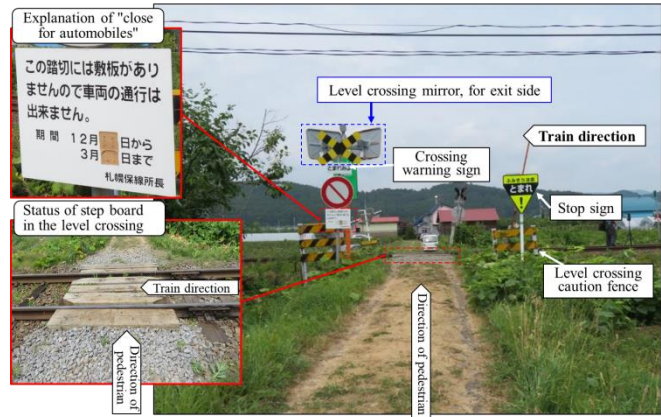 Explanation of "close
for automobiles"
この踏切には敷板があり
ませんので車両の通行は
出来ません。
期間 12月 日から
3月 日まで
札幌保線所長
Level crossing mirror, for exit side
Crossing
warning sign
Train direction
とまれ
Stop sign
Level crossing
caution fence
Status of step board
in the level crossing
Train direction
Direction of
pedestrian
Direction of
pedestrian